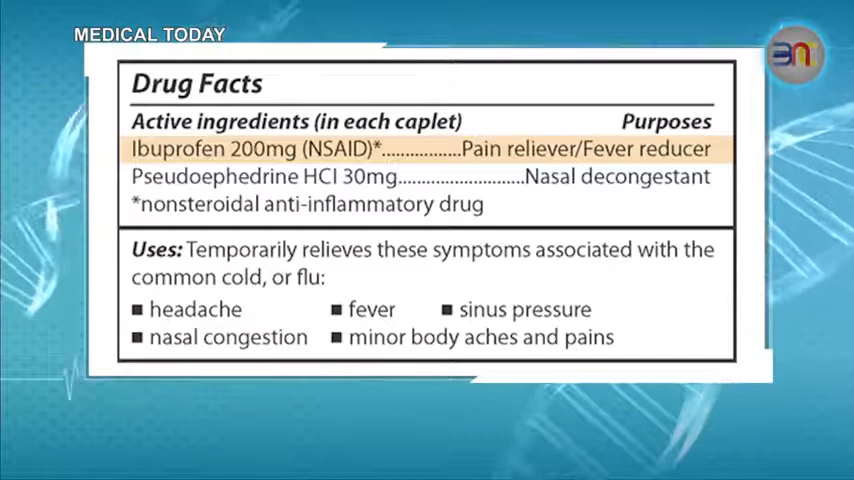 MEDICAL TODAY
Drug Facts
Active ingredients (in each caplet) Purposes
Ibuprofen 200mg (NSAID)*.................Pain reliever/Fever reducer
Pseudoephedrine HCl 30mg.........................Nasal decongestant
*nonsteroidal anti-inflammatory drug
Uses: Temporarily relieves these symptoms associated with the
common cold, or flu:
■ headache ■ fever ■ sinus pressure
■ nasal congestion ■ minor body aches and pains